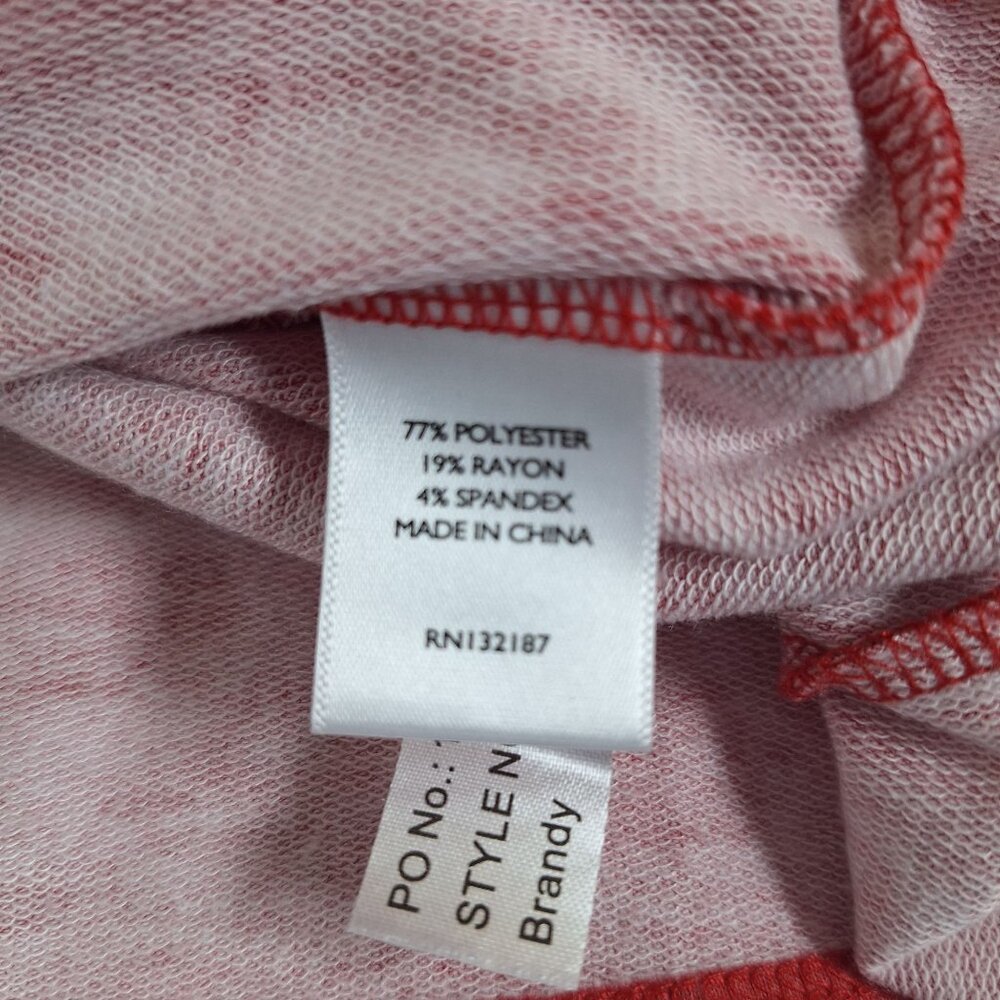 77% POLYESTER
19% RAYON
4% SPANDEX
MADE IN CHINA
RN132187
PO No.:
STYLE
Brandy